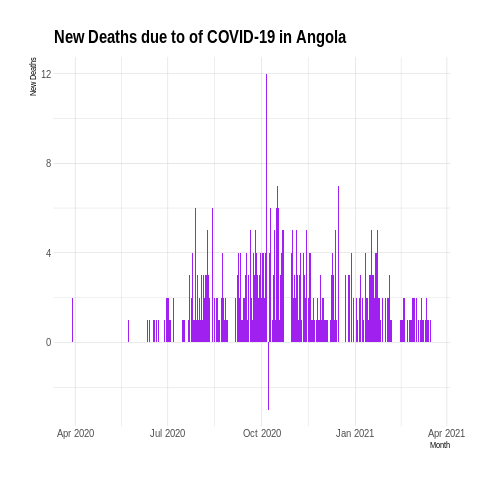 New Deaths due to of COVID-19 in Angola
New Deaths
12
8
4
0
Apr 2020 Jul 2020 Oct 2020 Jan 2021 Apr 2021
Month